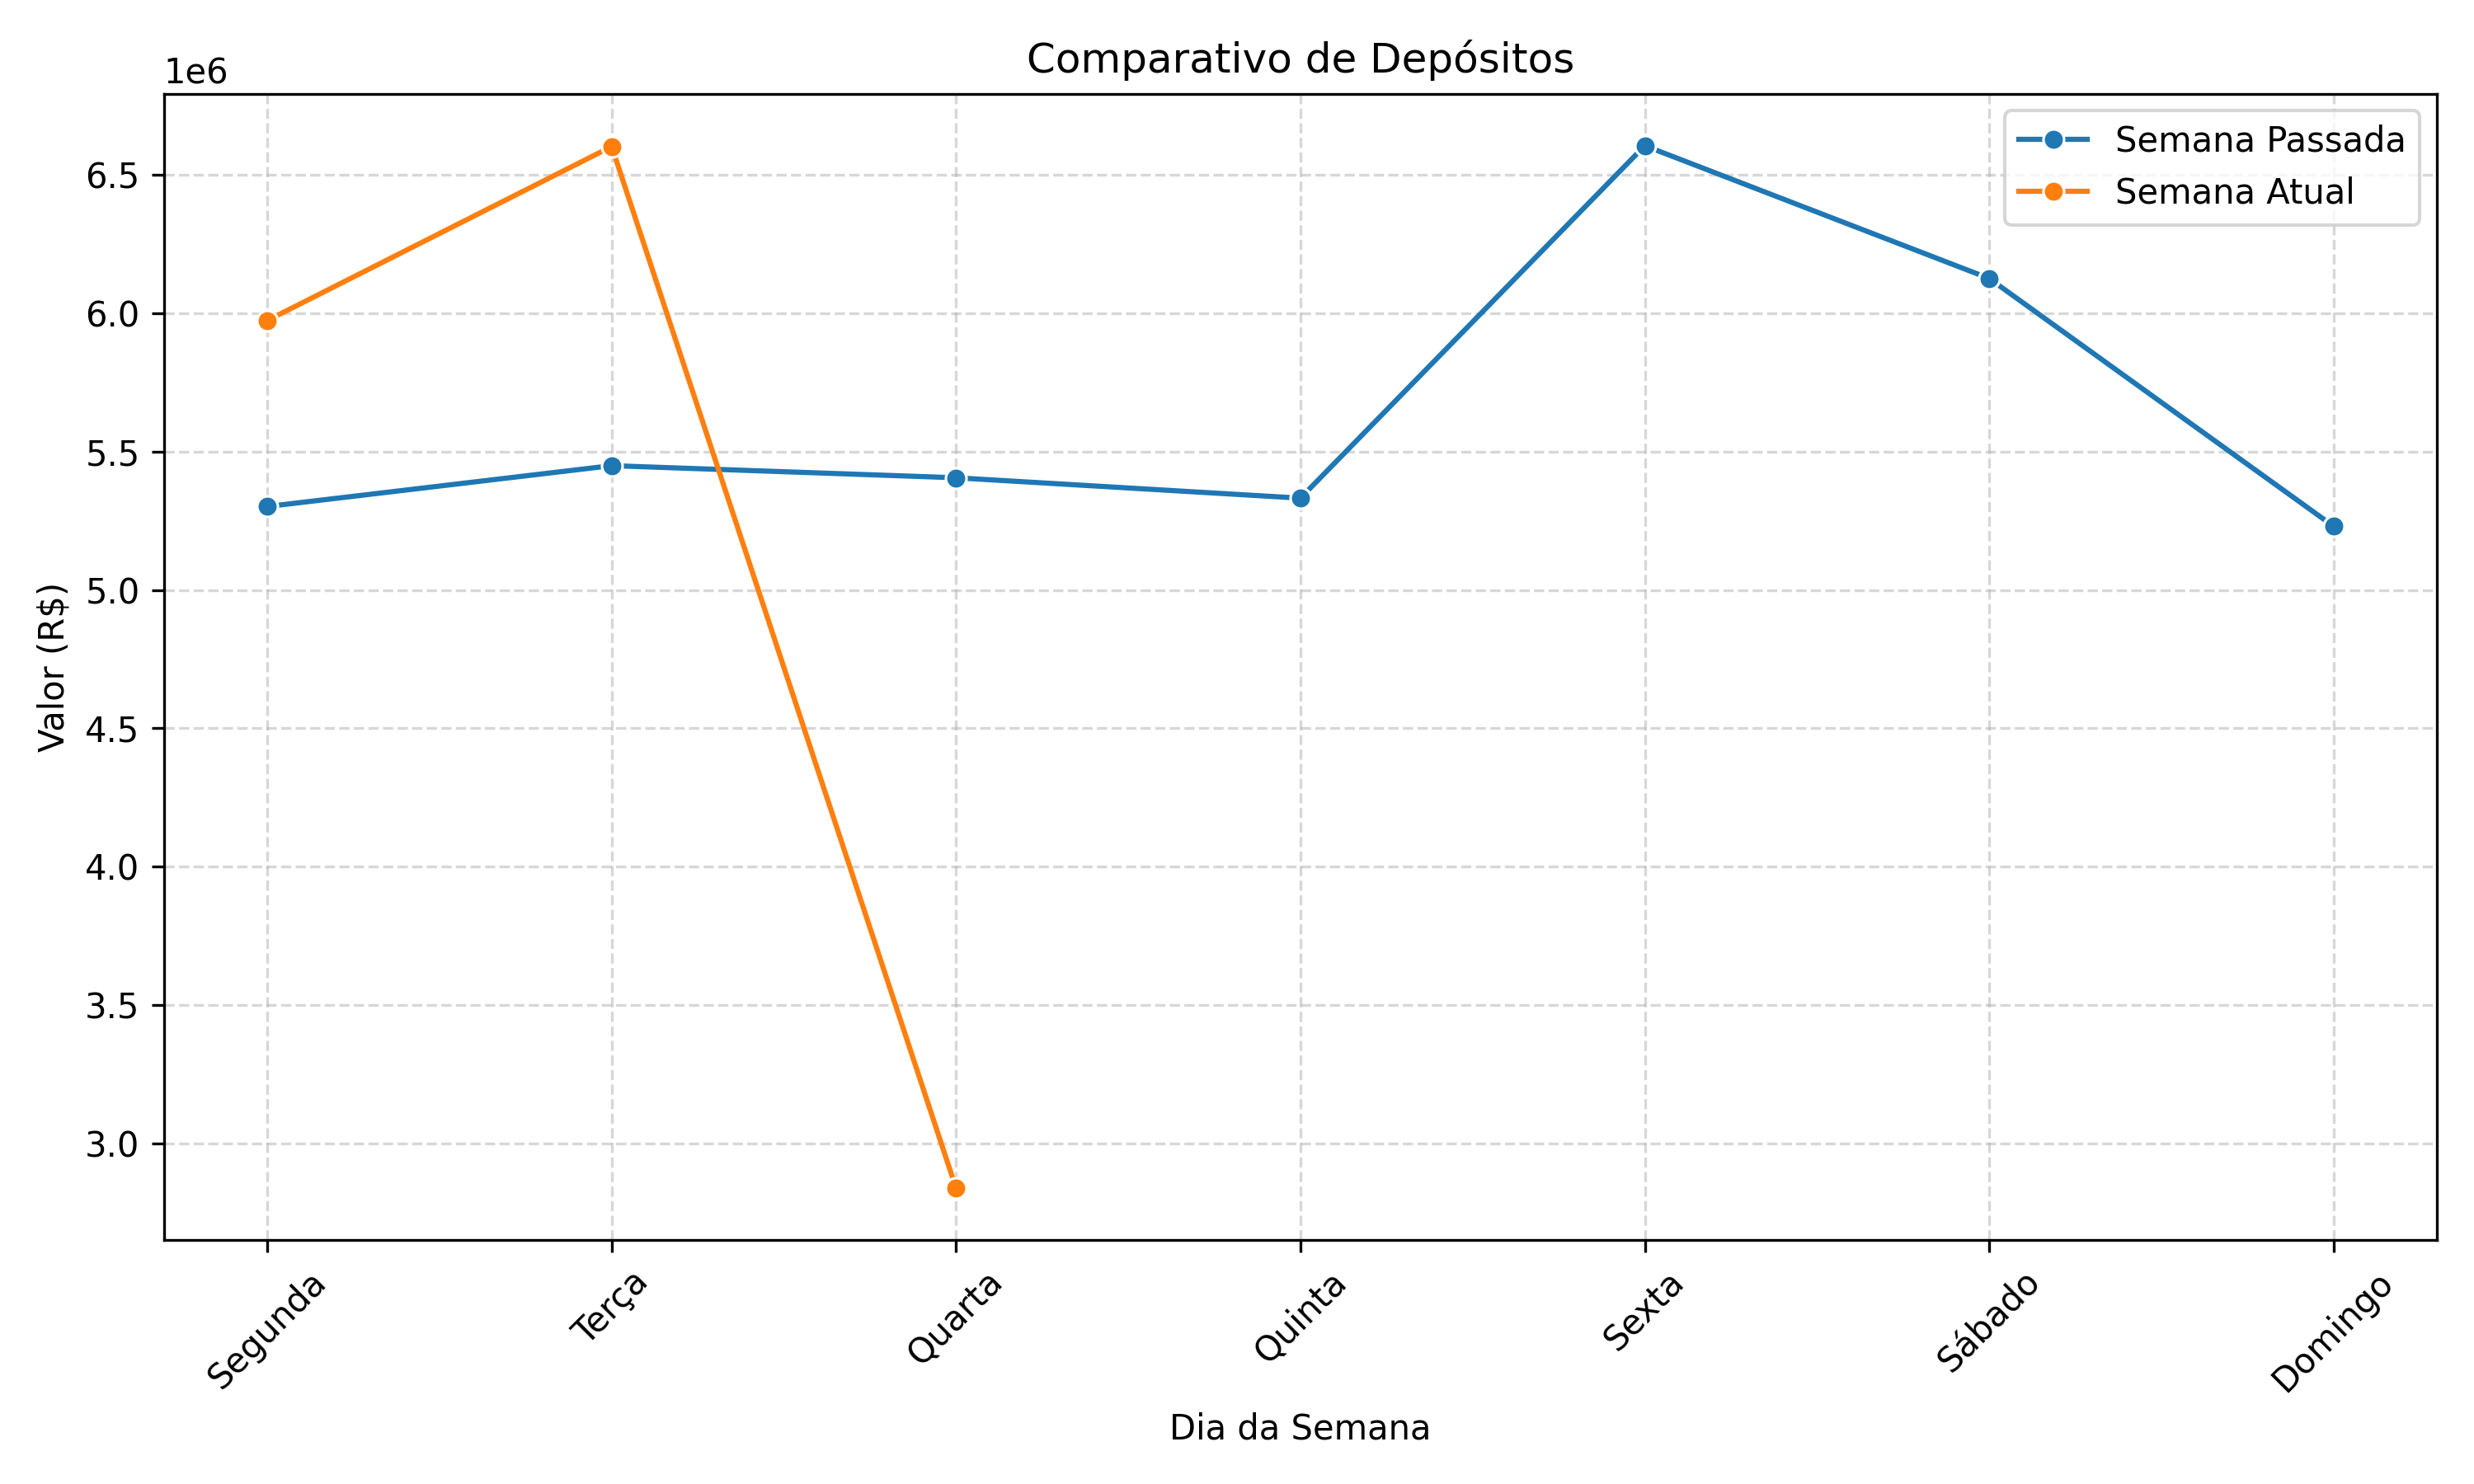 Comparativo de Depósitos
1e6
Semana Passada
Semana Atual
6.5
6.0
5.5
5.0
4.5
4.0
3.5
3.0
Valor (R$)
Segunda
Terça
Quarta
Quinta
Sexta
Sábado
Domingo
Dia da Semana